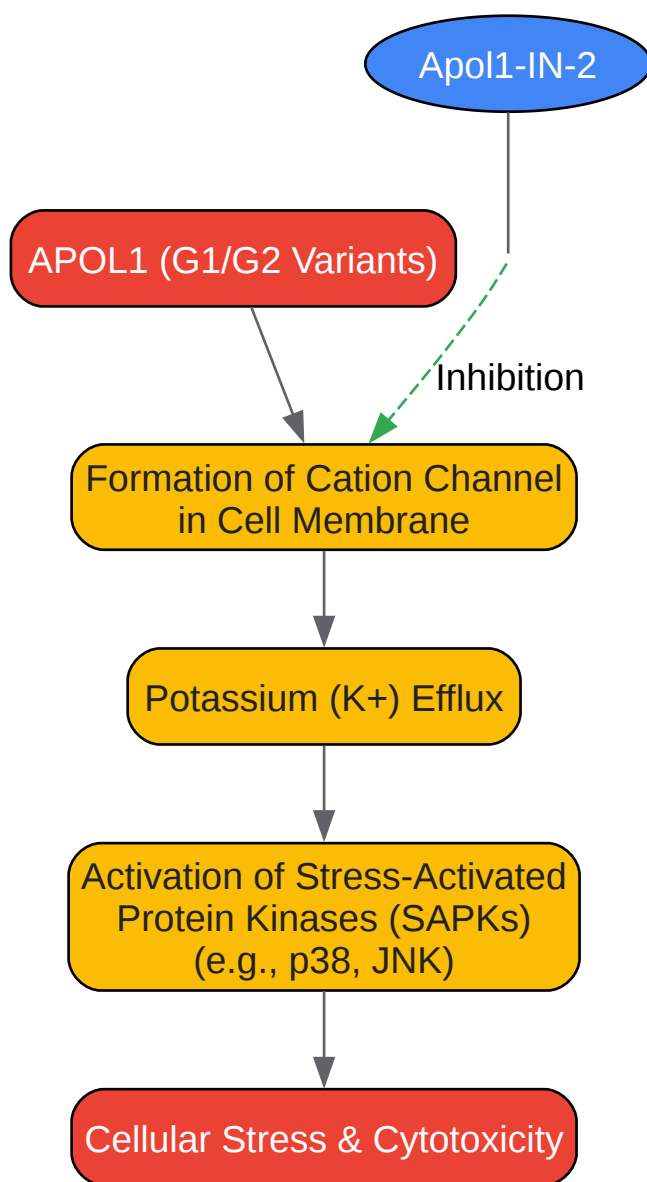 Apol1-IN-2
APOL1 (G1/G2 Variants)
Inhibition
Formation of Cation Channel
in Cell Membrane
Potassium (K+) Efflux
Activation of Stress-Activated
Protein Kinases (SAPKs)
(e.g., p38, JNK)
Cellular Stress & Cytotoxicity